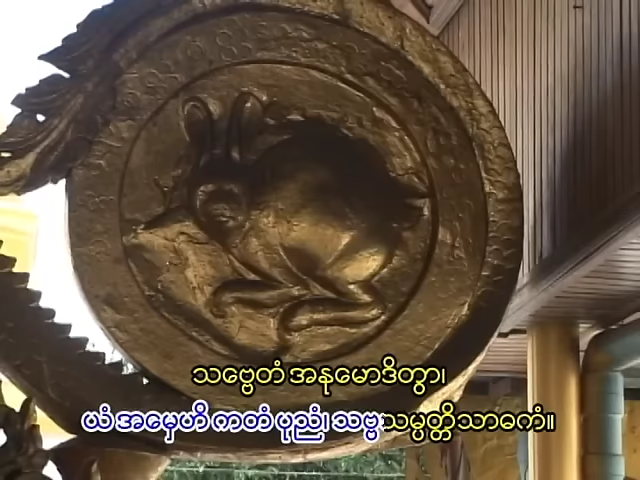 သဗ္ဗေတံ အနုမောဒိတွာ၊
ယံ အမှေဟိ ကတံ ပုညံ၊ သဗ္ဗသမ္ပတ္တိသာဓကံ။